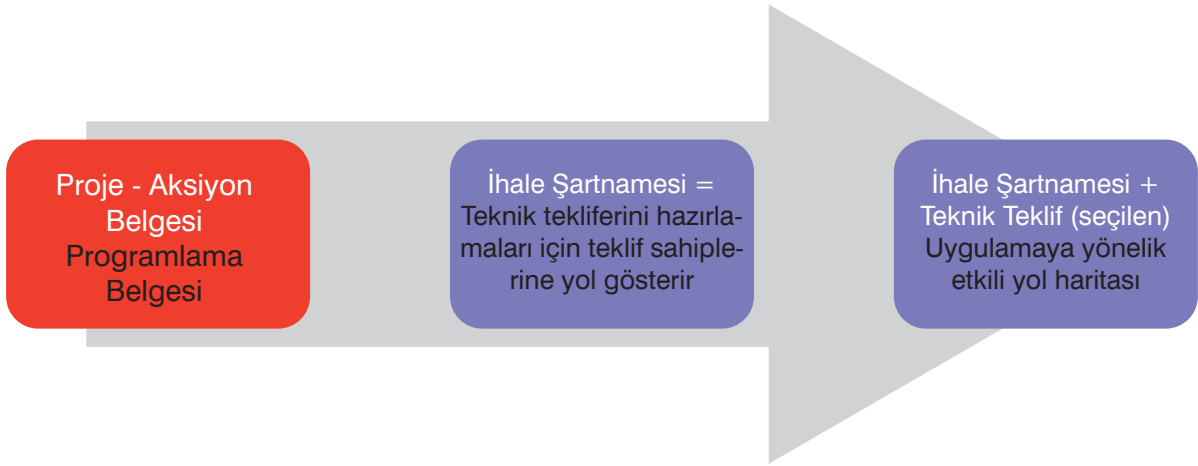 Proje - Aksiyon
Belgesi
Programlama
Belgesi
İhale Şartnamesi =
Teknik tekliferini hazırla-
maları için teklif sahiple-
rine yol gösterir
İhale Şartnamesi +
Teknik Teklif (seçilen)
Uygulamaya yönelik
etkili yol haritası